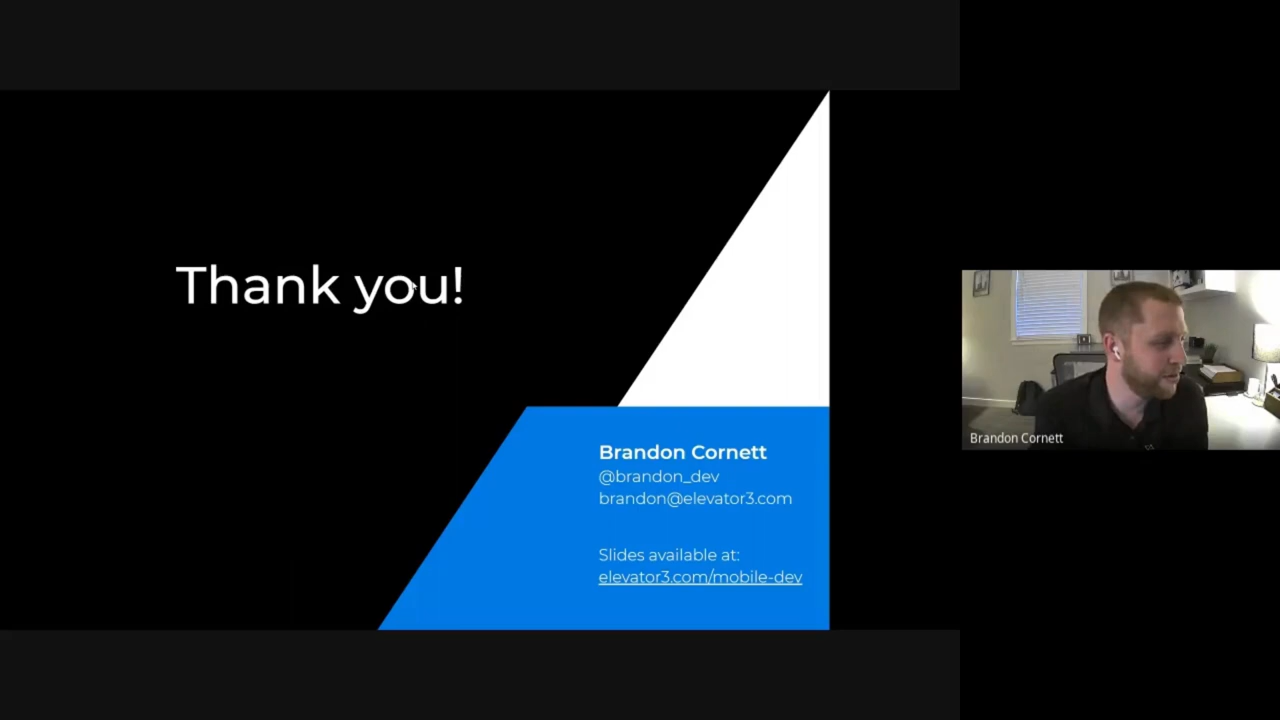 Thank you!
Brandon Cornett
@brandon_dev
brandon@elevator3.com
Slides available at:
elevator3.com/mobile-dev
Brandon Cornett